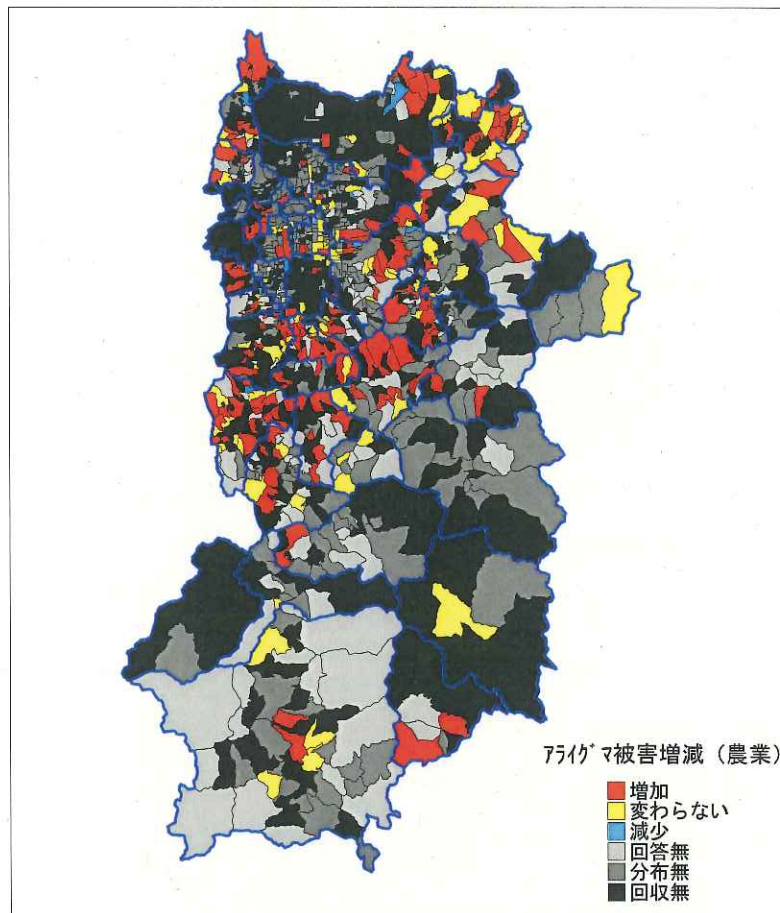 アライグマ被害増減（農業）
増加
変わらない
減少
回答無
分布無
回収無